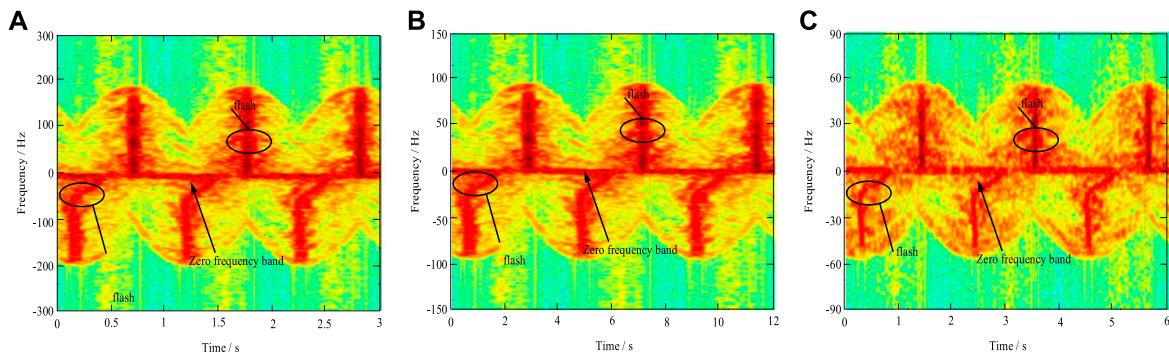 A
Frequency / Hz
300
200
100
0
-100
-200
-300
flash
Zero frequency band
flash
0 0.5 1 1.5 2 2.5 3
Time / s
B
Frequency / Hz
150
100
50
0
-50
-100
-150
flash
Zero frequency band
flash
0 2 4 6 8 10 12
Time / s
C
Frequency / Hz
90
60
30
0
-30
-60
-90
flash
flash
Zero frequency band
0 1 2 3 4 5 6
Time / s